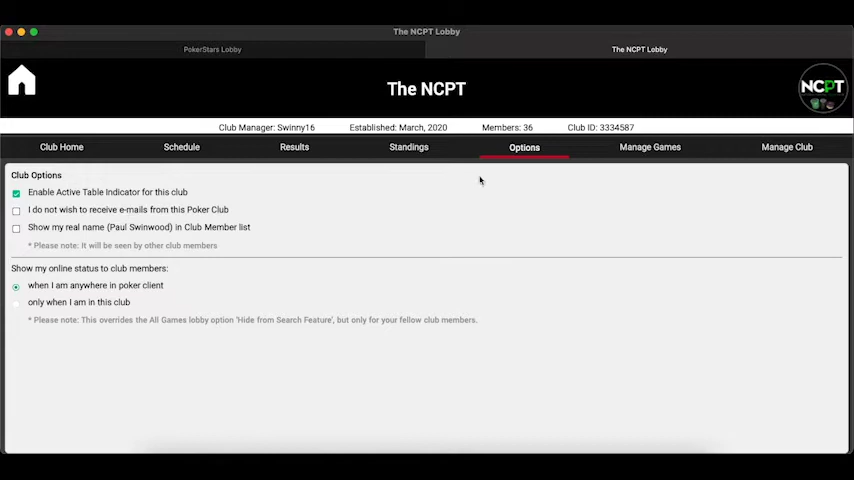 The NCPT Lobby
PokerStars Lobby The NCPT Lobby
The NCPT
NCPT
Club Manager: Swinny16 Established: March, 2020 Members: 36 Club ID: 3334587
Club Home Schedule Results Standings Options Manage Games Manage Club
Club Options
Enable Active Table Indicator for this club
I do not wish to receive e-mails from this Poker Club
Show my real name (Paul Swinwood) in Club Member list
* Please note: It will be seen by other club members
Show my online status to club members:
when I am anywhere in poker client
only when I am in this club
* Please note: This overrides the All Games lobby option 'Hide from Search Feature', but only for your fellow club members.